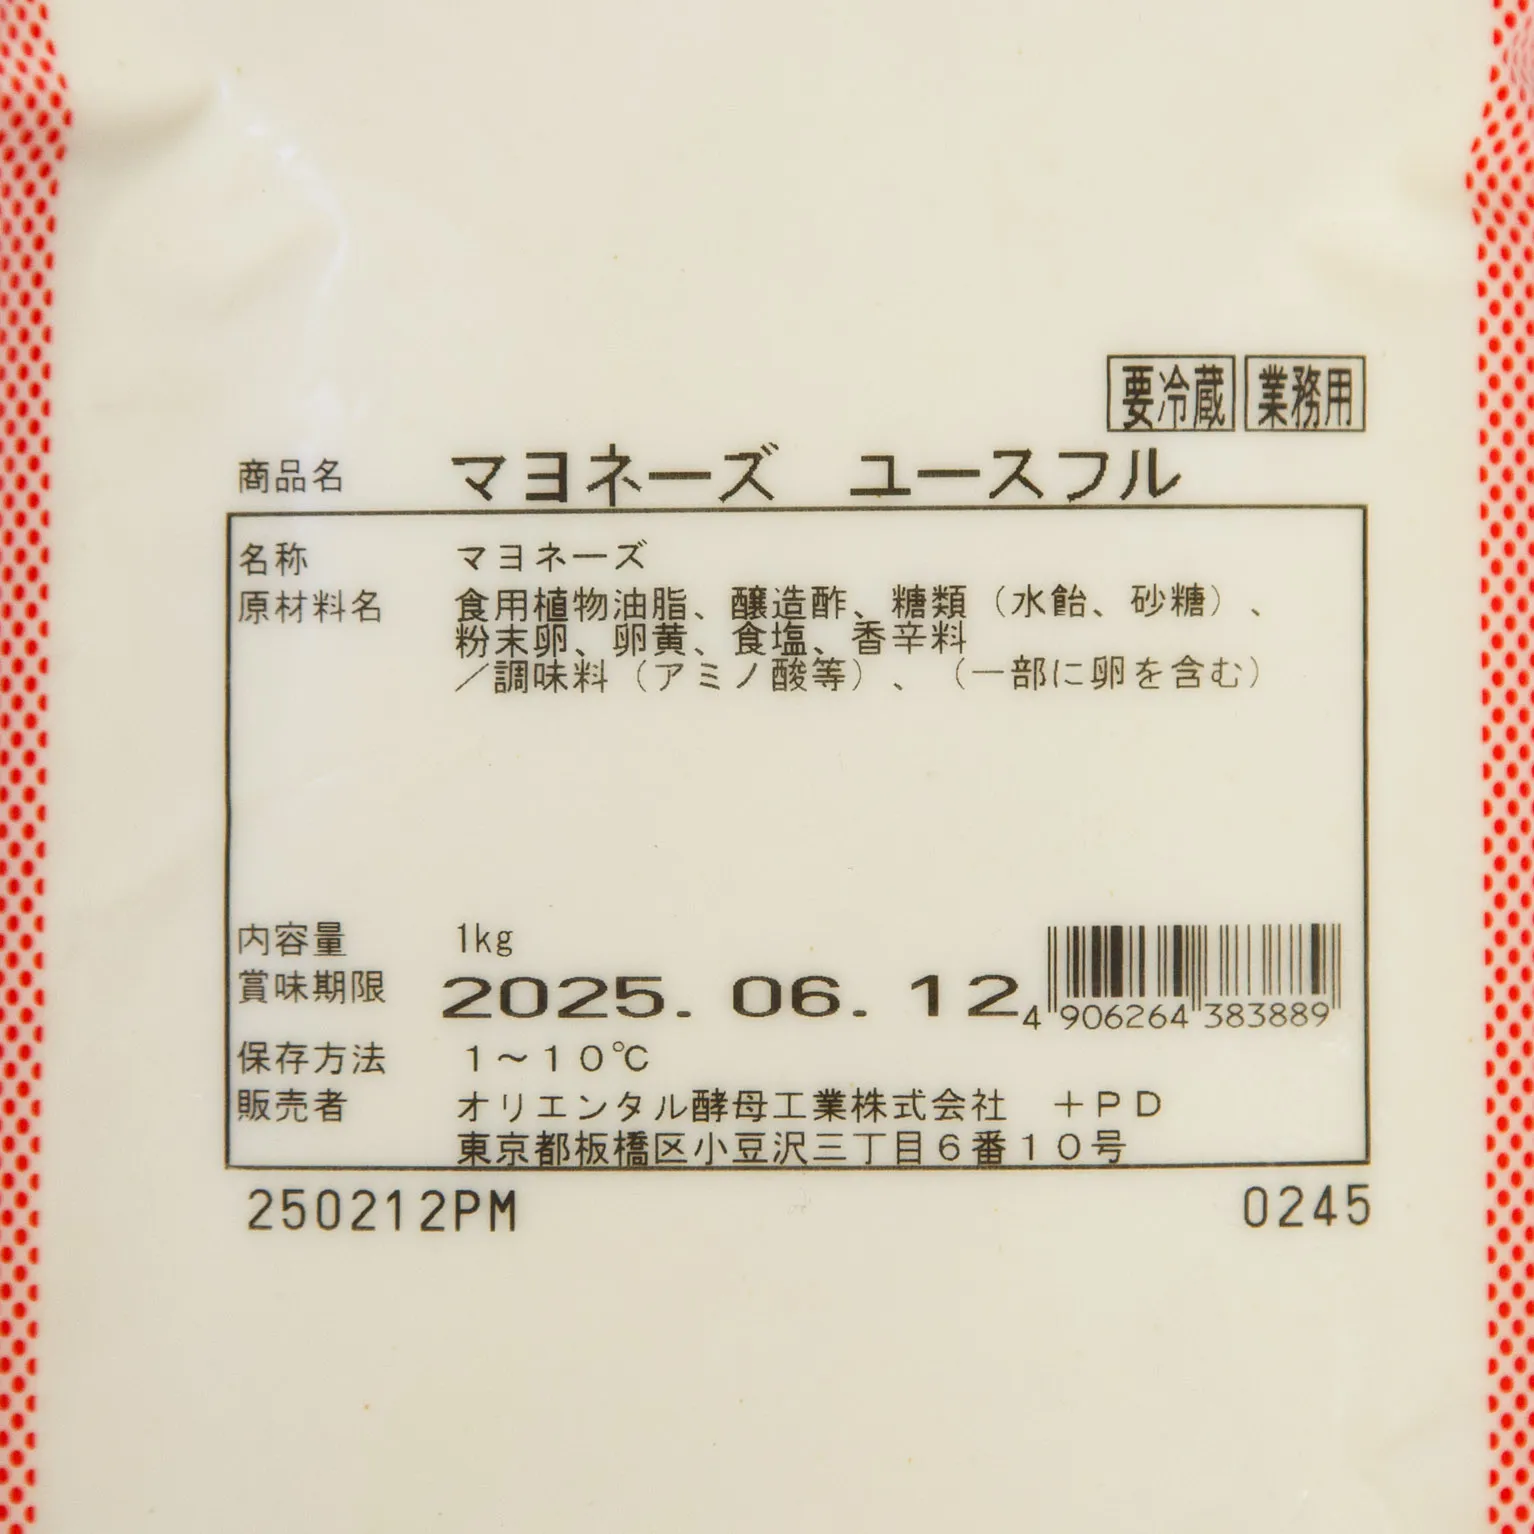 要冷蔵 業務用
商品名 マヨネーズ ユースフル
名称 マヨネーズ
原材料名 食用植物油脂、醸造酢、糖類（水飴、砂糖）、
粉末卵、卵黄、食塩、香辛料
／調味料（アミノ酸等）、（一部に卵を含む）
内容量 1kg
賞味期限 2025. 06. 12
4 906264 383889
保存方法 １～１０℃
販売者 オリエンタル酵母工業株式会社 ＋ＰＤ
東京都板橋区小豆沢三丁目６番１０号
250212PM 0245